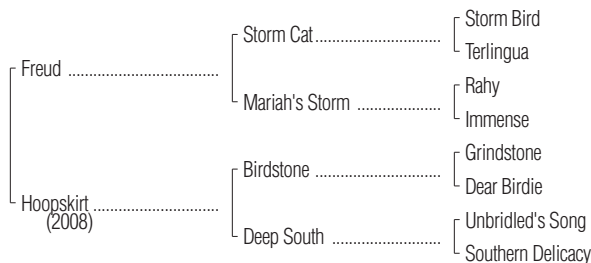 Storm Bird
Storm Cat ..............................
Terlingua
Freud ....................................
Rahy
Mariah's Storm ....................
Immense
Grindstone
Birdstone ..............................
Dear Birdie
Hoopskirt ..............................
(2008)
Unbridled's Song
Deep South ..........................
Southern Delicacy